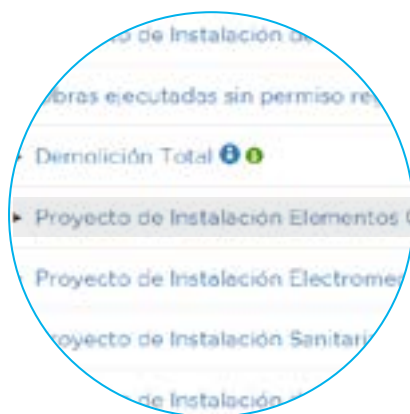 de Instalación
obras ejecutadas sin permiso
Demolición Total
Proyecto de Instalación Elementos
Proyecto de Instalación
Proyecto de Instalación
de Instalación